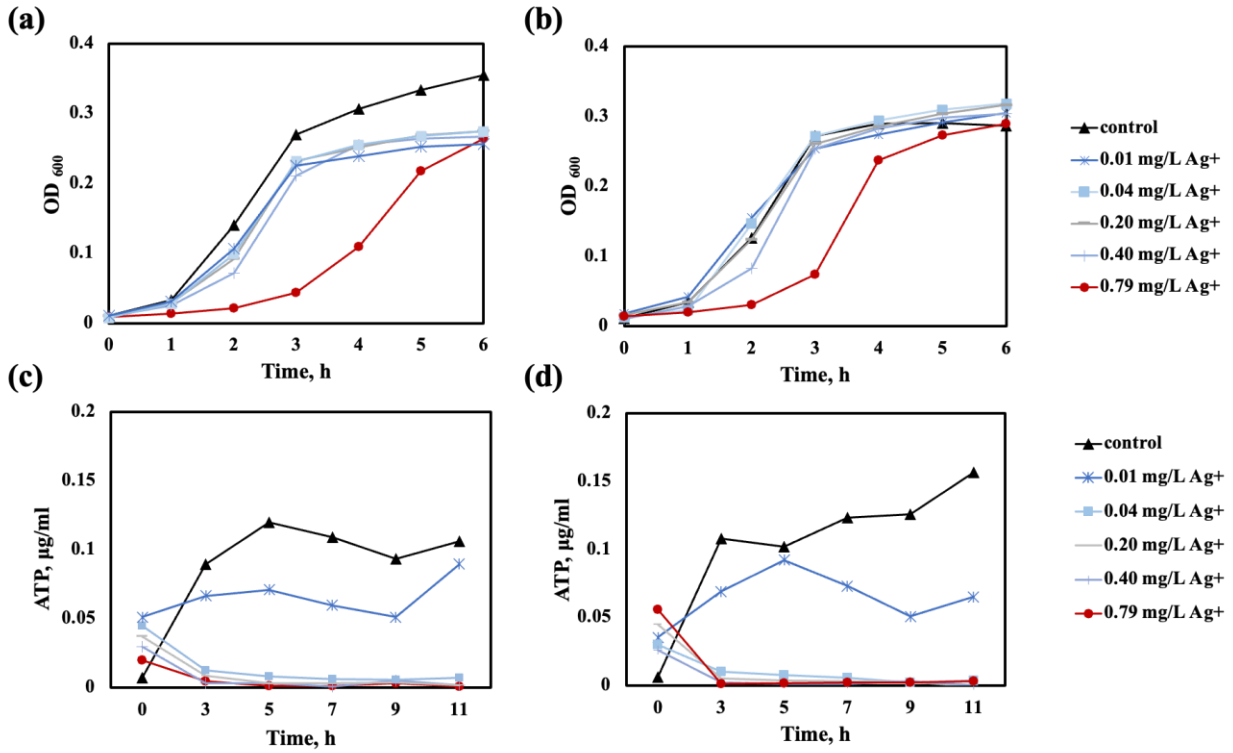 (a)
0.4
0.3
0.2
0.1
0
OD600
0 1 2 3 4 5 6
Time, h
(b)
0.4
0.3
0.2
0.1
0
OD600
0 1 2 3 4 5 6
Time, h
control
0.01 mg/L Ag+
0.04 mg/L Ag+
0.20 mg/L Ag+
0.40 mg/L Ag+
0.79 mg/L Ag+
(c)
0.2
0.15
0.1
0.05
0
ATP, μg/ml
0 3 5 7 9 11
Time, h
(d)
0.2
0.15
0.1
0.05
0
ATP, μg/ml
0 3 5 7 9 11
Time, h
control
0.01 mg/L Ag+
0.04 mg/L Ag+
0.20 mg/L Ag+
0.40 mg/L Ag+
0.79 mg/L Ag+